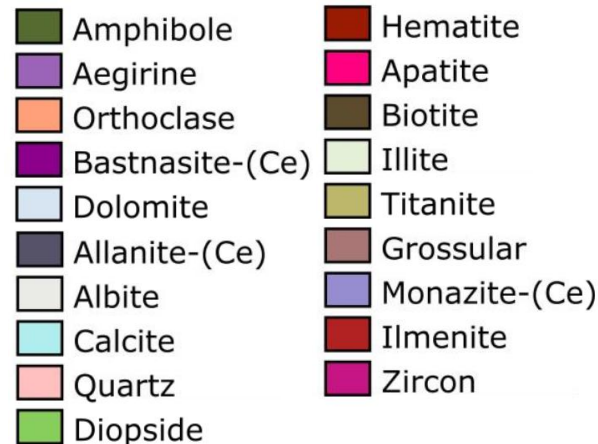 Amphibole
Aegirine
Orthoclase
Bastnasite-(Ce)
Dolomite
Allanite-(Ce)
Albite
Calcite
Quartz
Diopside
Hematite
Apatite
Biotite
Illite
Titanite
Grossular
Monazite-(Ce)
Ilmenite
Zircon